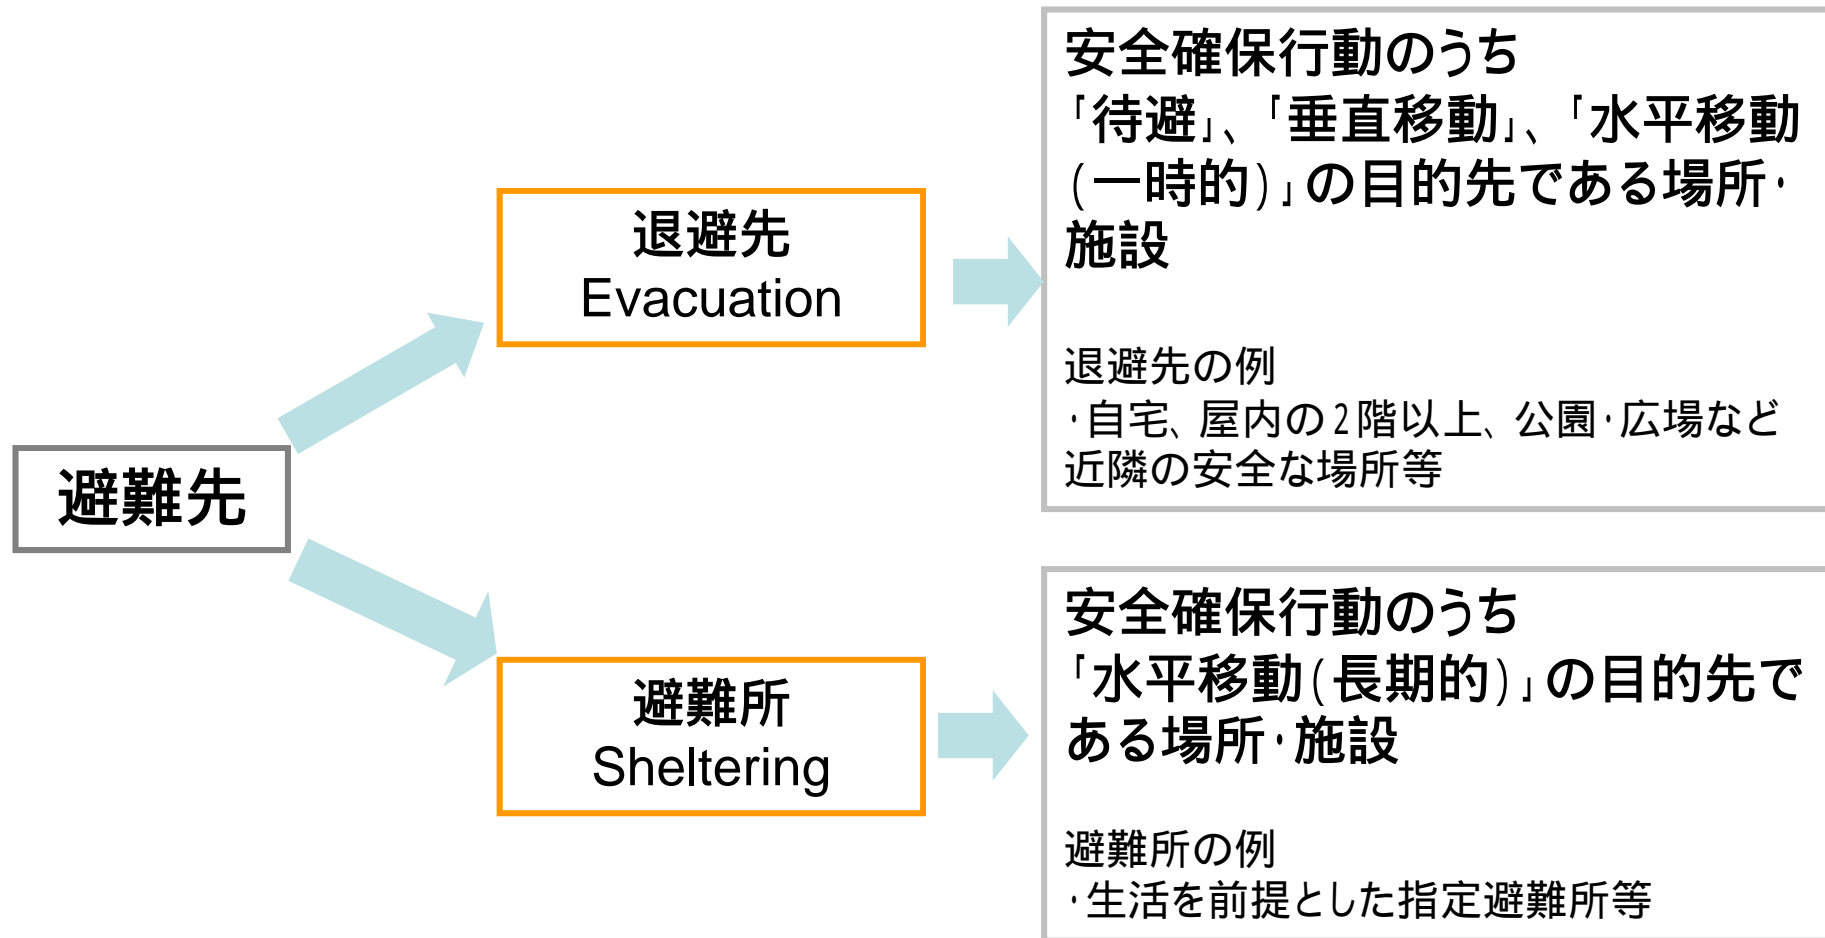 避難先
退避先
Evacuation
安全確保行動のうち
「待避」、「垂直移動」、「水平移動
(一時的)」の目的先である場所・
施設
退避先の例
・自宅、屋内の2階以上、公園・広場など
近隣の安全な場所等
避難所
Sheltering
安全確保行動のうち
「水平移動(長期的)」の目的先で
ある場所・施設
避難所の例
・生活を前提とした指定避難所等